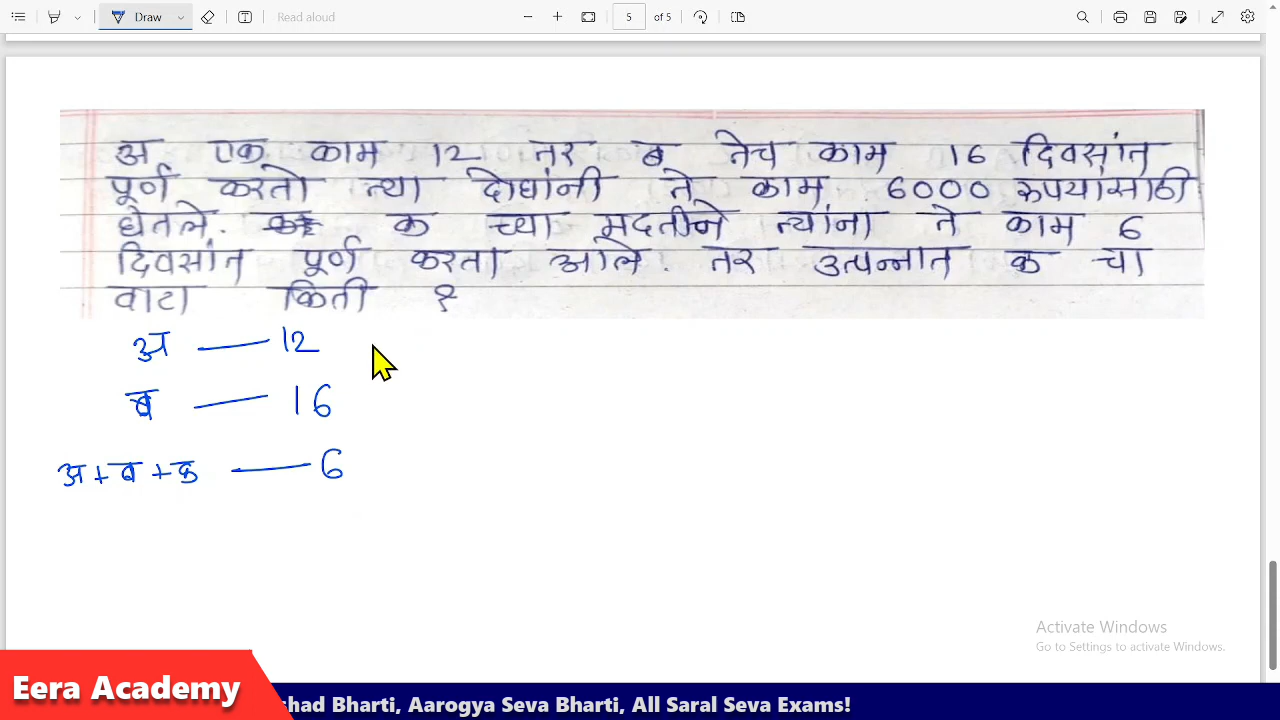 Draw
Read aloud
5 of 5
अ एक काम 12 तर ब तेच काम 16 दिवसांत
पूर्ण करतो त्या दोघांनी ते काम 6000 रुपयांसाठी
घेतले. क च्या मदतीने त्यांना ते काम 6
दिवसांत पूर्ण करता आले. तर उत्पन्नात क चा
वाटा किती ?
अ — 12
ब — 16
अ+ब+क — 6
Activate Windows
Go to Settings to activate Windows.
Eera Academy
shad Bharti, Aarogya Seva Bharti, All Saral Seva Exams!